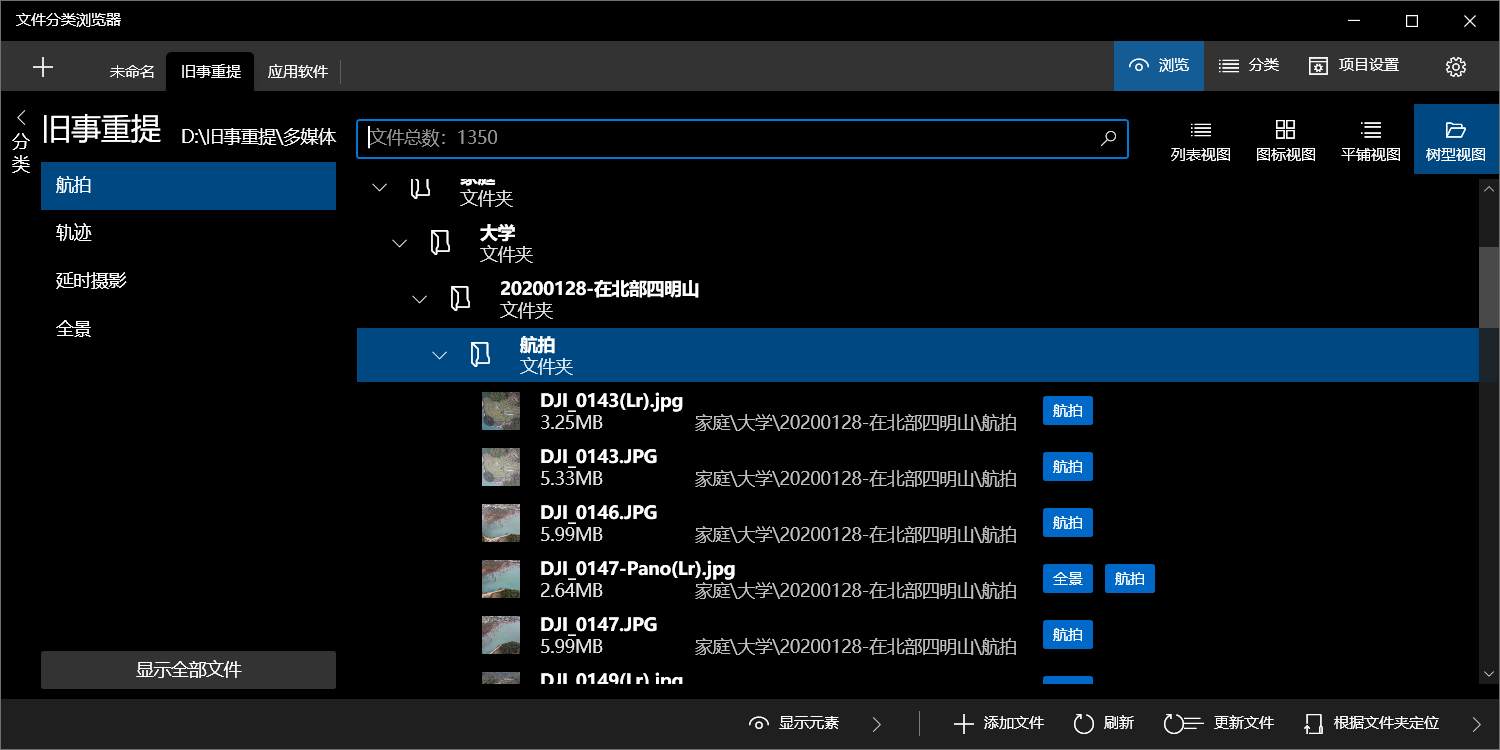 文件分类浏览器
未命名
旧事重提
应用软件
浏览
分类
项目设置
分类
旧事重提
D:\旧事重提\多媒体
文件总数：1350
列表视图
图标视图
平铺视图
树型视图
航拍
轨迹
延时摄影
全景
显示全部文件
家庭
文件夹
大学
文件夹
20200128-在北部四明山
文件夹
航拍
文件夹
DJI_0143(Lr).jpg
3.25MB
家庭\大学\20200128-在北部四明山\航拍
航拍
DJI_0143.JPG
5.33MB
家庭\大学\20200128-在北部四明山\航拍
航拍
DJI_0146.JPG
5.99MB
家庭\大学\20200128-在北部四明山\航拍
航拍
DJI_0147-Pano(Lr).jpg
2.64MB
家庭\大学\20200128-在北部四明山\航拍
全景
航拍
DJI_0147.JPG
5.99MB
家庭\大学\20200128-在北部四明山\航拍
航拍
DJI_0149(Lr).jpg
显示元素
添加文件
刷新
更新文件
根据文件夹定位